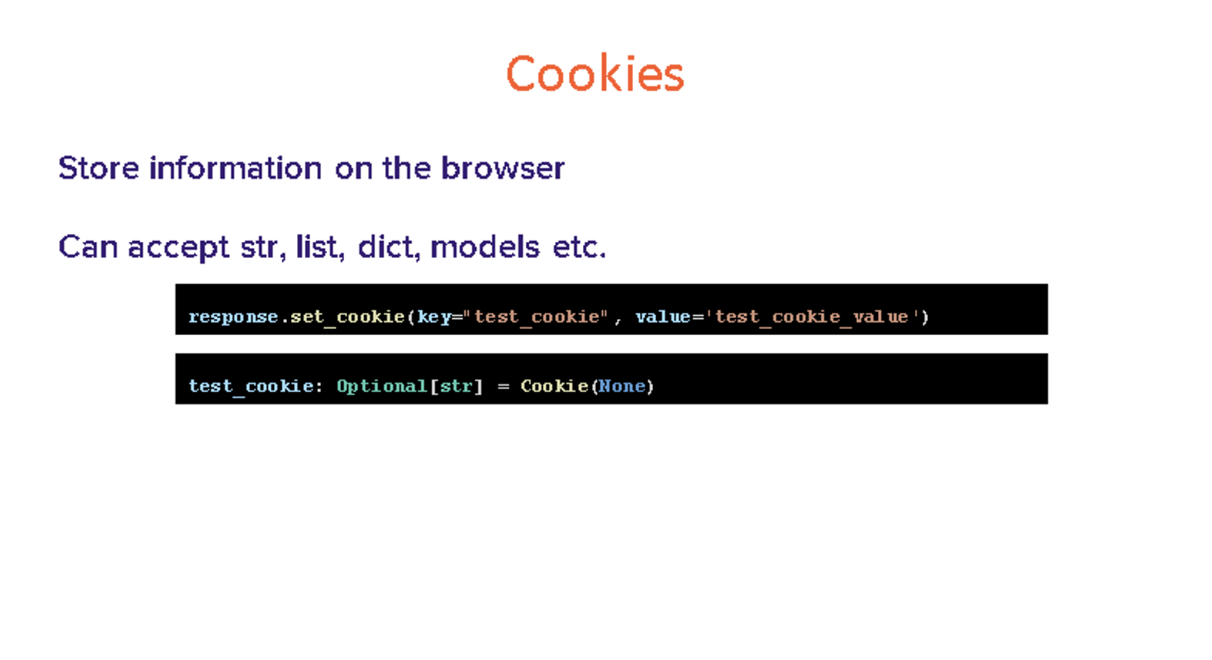 Cookies
Store information on the browser
Can accept str, list, dict, models etc.
response.set_cookie(key="test_cookie", value='test_cookie_value')
test_cookie: Optional[str] = Cookie(None)